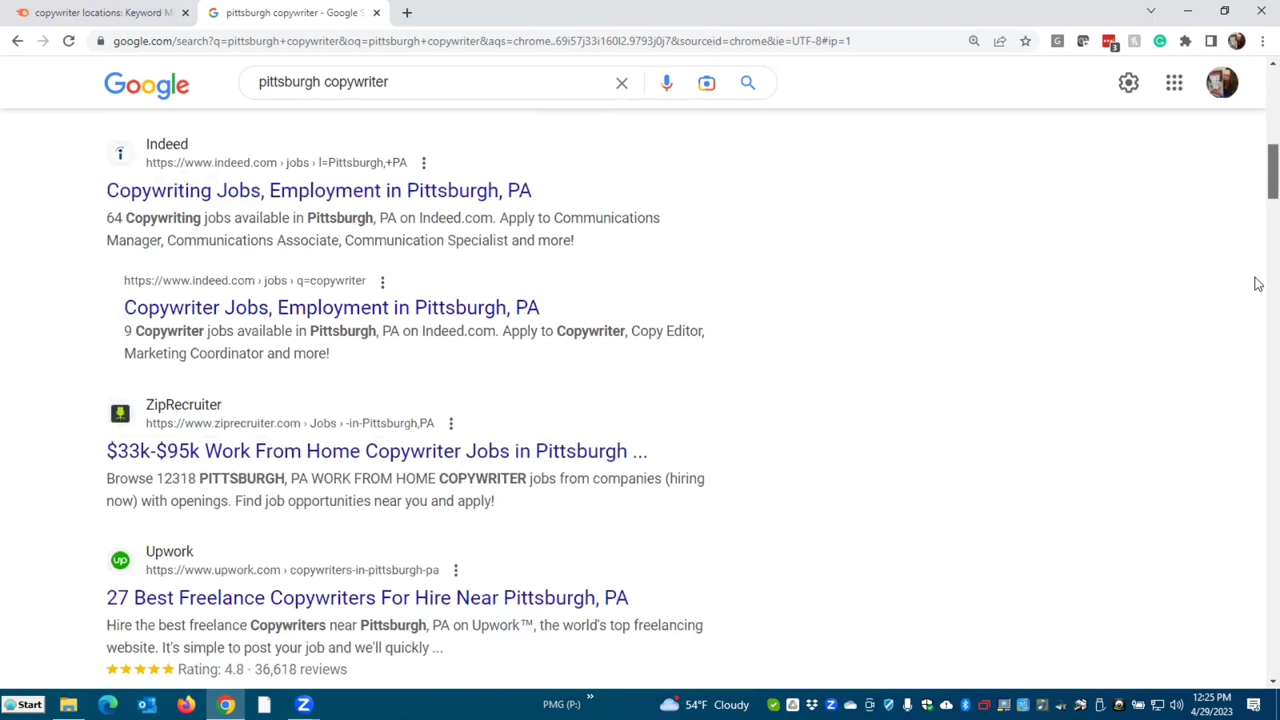 copywriter locations: Keyword M
pittsburgh copywriter - Google S
google.com/search?q=pittsburgh+copywriter&oq=pittsburgh+copywriter&aqs=chrome..69i57j33i160l2.9793j0j7&sourceid=chrome&ie=UTF-8#ip=1
3
Google
pittsburgh copywriter
Indeed
https://www.indeed.com › jobs › l=Pittsburgh,+PA
Copywriting Jobs, Employment in Pittsburgh, PA
64 Copywriting jobs available in Pittsburgh, PA on Indeed.com. Apply to Communications
Manager, Communications Associate, Communication Specialist and more!
https://www.indeed.com › jobs › q=copywriter
Copywriter Jobs, Employment in Pittsburgh, PA
9 Copywriter jobs available in Pittsburgh, PA on Indeed.com. Apply to Copywriter, Copy Editor,
Marketing Coordinator and more!
ZipRecruiter
https://www.ziprecruiter.com › Jobs › -in-Pittsburgh,PA
$33k-$95k Work From Home Copywriter Jobs in Pittsburgh ...
Browse 12318 PITTSBURGH, PA WORK FROM HOME COPYWRITER jobs from companies (hiring
now) with openings. Find job opportunities near you and apply!
Upwork
https://www.upwork.com › copywriters-in-pittsburgh-pa
up
27 Best Freelance Copywriters For Hire Near Pittsburgh, PA
Hire the best freelance Copywriters near Pittsburgh, PA on Upwork™, the world's top freelancing
website. It's simple to post your job and we'll quickly ...
Rating: 4.8 · 36,618 reviews
Start
PMG (P:)
54°F Cloudy
12:25 PM
4/29/2023